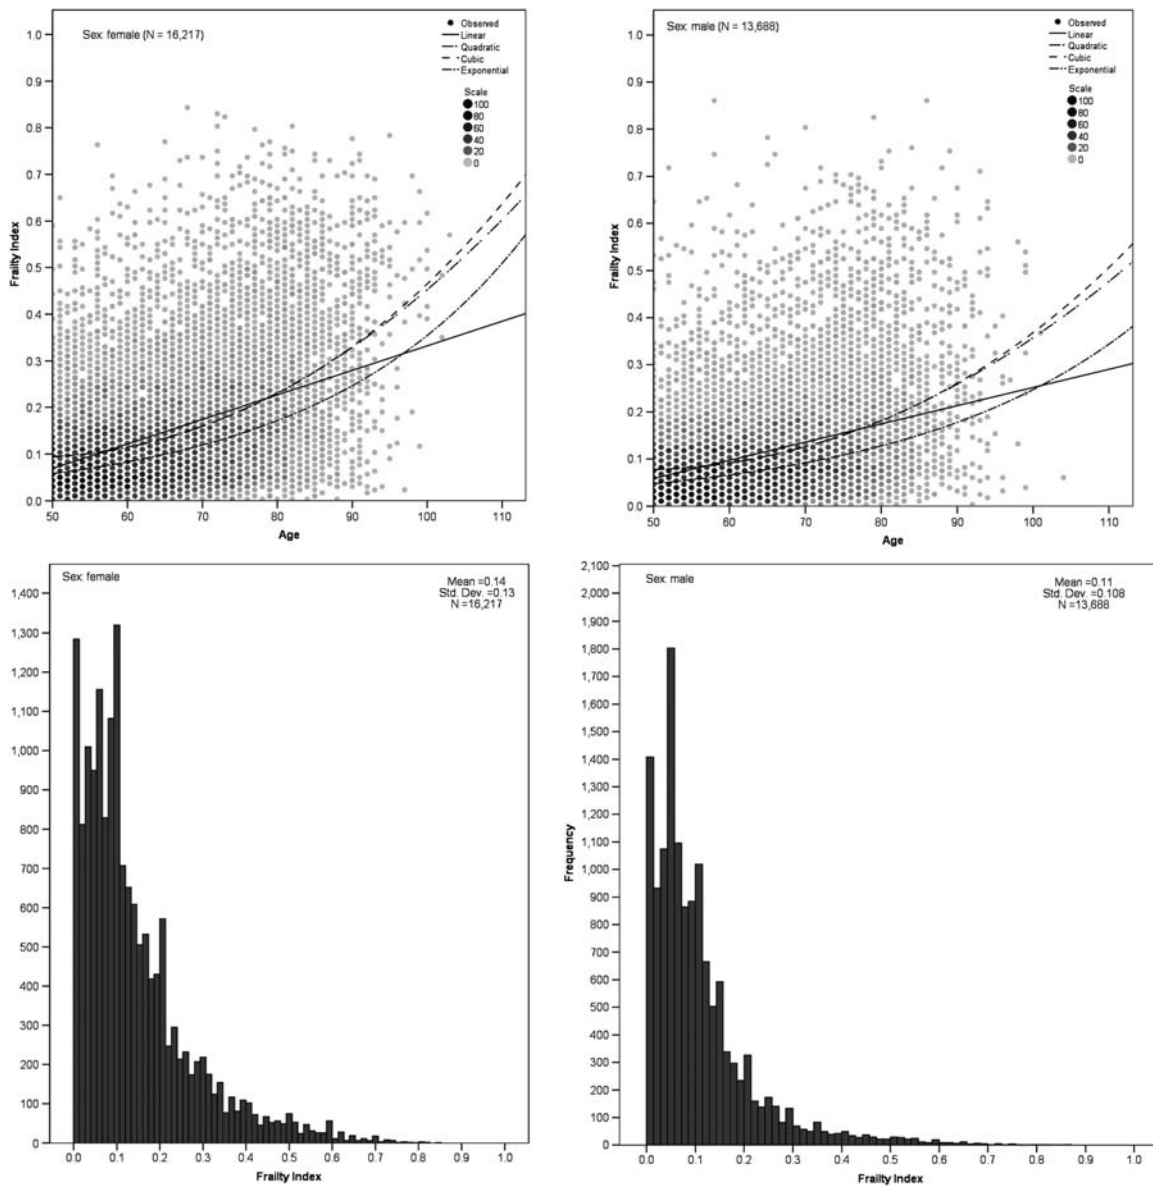 Sex: female (N = 16,217)
Observed
Linear
Quadratic
Cubic
Exponential
Scale
100
80
60
40
20
0
1.0
0.9
0.8
0.7
0.6
0.5
0.4
0.3
0.2
0.1
0.0
Frailty Index
50 60 70 80 90 100 110
Age
Sex: male (N = 13,688)
Observed
Linear
Quadratic
Cubic
Exponential
Scale
100
80
60
40
20
0
1.0
0.9
0.8
0.7
0.6
0.5
0.4
0.3
0.2
0.1
0.0
Frailty Index
50 60 70 80 90 100 110
Age
Sex: female
Mean =0.14
Std. Dev. =0.13
N =16,217
1,400
1,300
1,200
1,100
1,000
900
800
700
600
500
400
300
200
100
0
0.0 0.1 0.2 0.3 0.4 0.5 0.6 0.7 0.8 0.9 1.0
Frailty Index
Sex: male
Mean =0.11
Std. Dev. =0.108
N =13,688
2,100
2,000
1,900
1,800
1,700
1,600
1,500
1,400
1,300
1,200
1,100
1,000
900
800
700
600
500
400
300
200
100
0
Frequency
0.0 0.1 0.2 0.3 0.4 0.5 0.6 0.7 0.8 0.9 1.0
Frailty Index